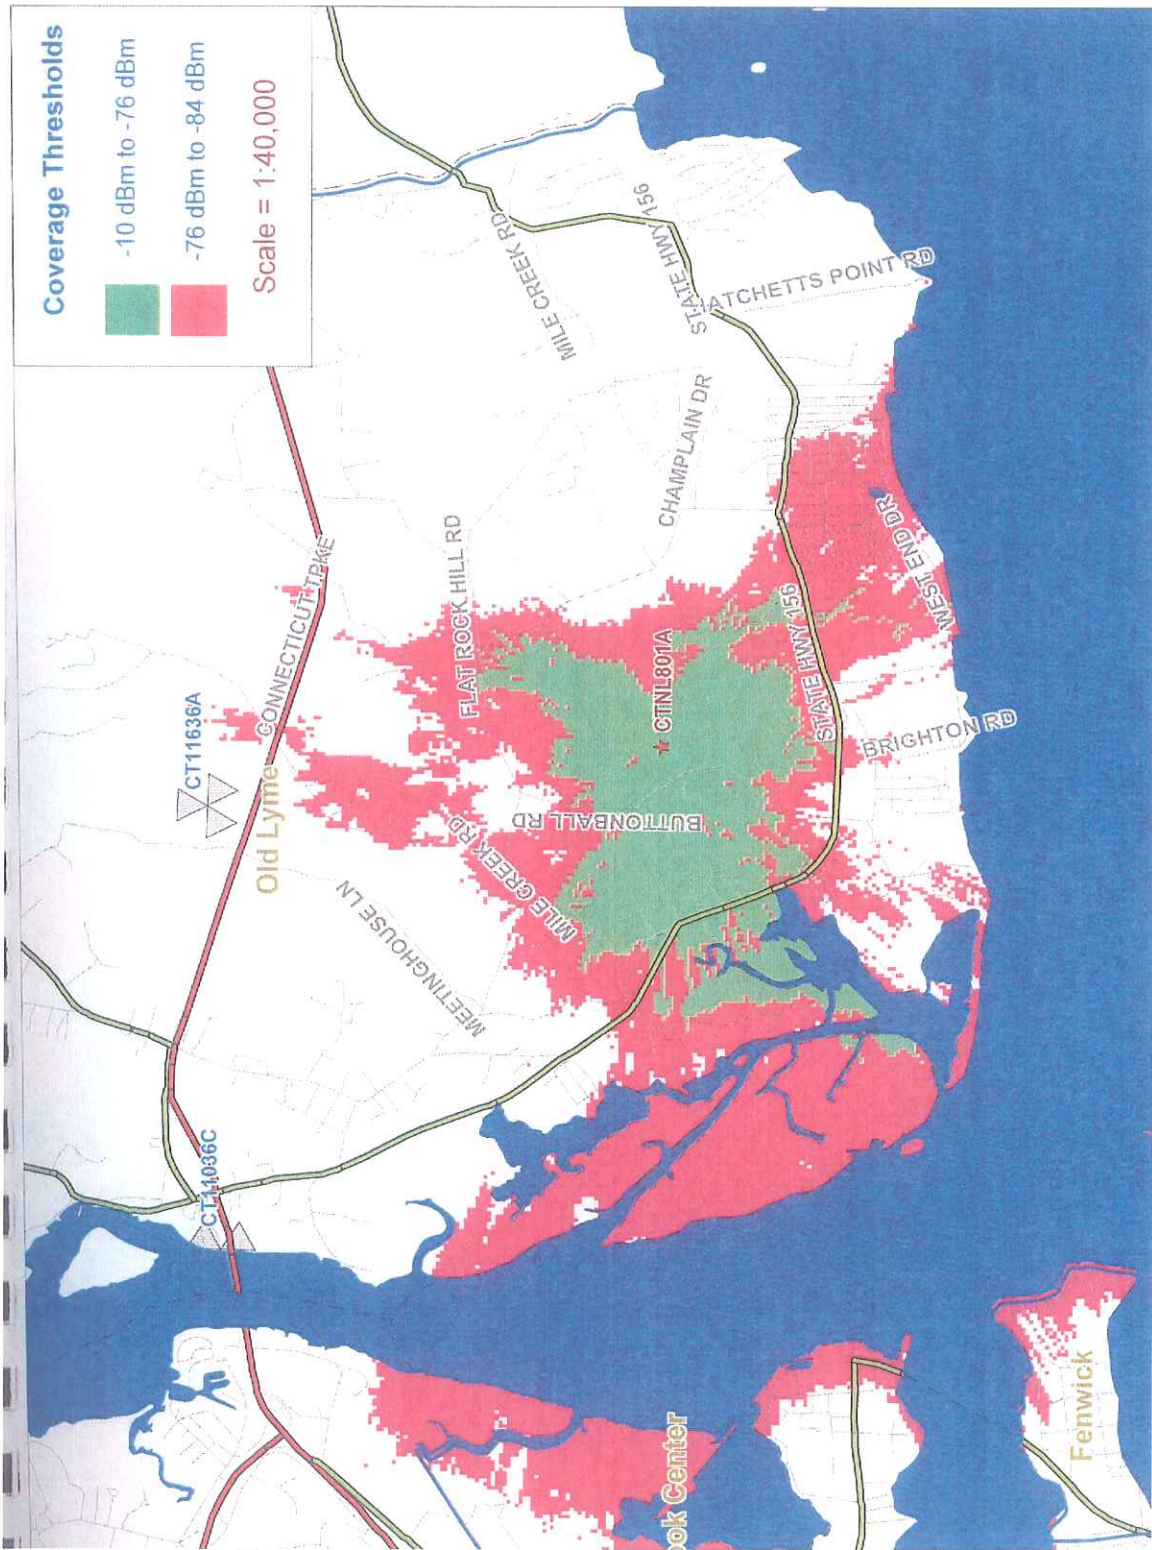 Coverage Thresholds
-10 dBm to -76 dBm
-76 dBm to -84 dBm
Scale = 1:40,000
MILE CREEK RD
STATE HWY 156
HATCHETTS POINT RD
CHAMPLAIN DR
CONNECTICUT TPKE
FLAT ROCK HILL RD
WEST END DR
CT11636A
CTNL801A
STATE HWY 156
BRIGHTON RD
Old Lyme
BUTTONBALL RD
MILE CREEK RD
MEETINGHOUSE LN
CT11036C
ook Center
Fenwick